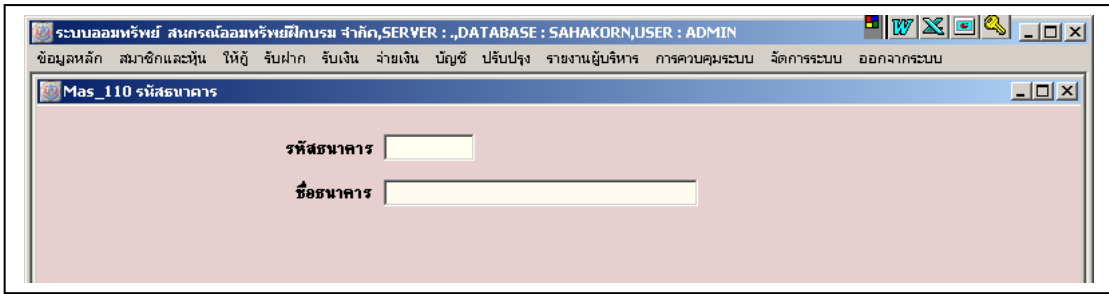 ระบบออมทรัพย์ สหกรณ์ออมทรัพย์ฝึกบรม จำกัด,SERVER : .,DATABASE : SAHAKORN,USER : ADMIN
ข้อมูลหลัก สมาชิกและหุ้น ให้กู้ รับฝาก รับเงิน จ่ายเงิน บัญชี ปรับปรุง รายงานผู้บริหาร การควบคุมระบบ จัดการระบบ ออกจากระบบ
Mas_110 รหัสธนาคาร
รหัสธนาคาร
ชื่อธนาคาร